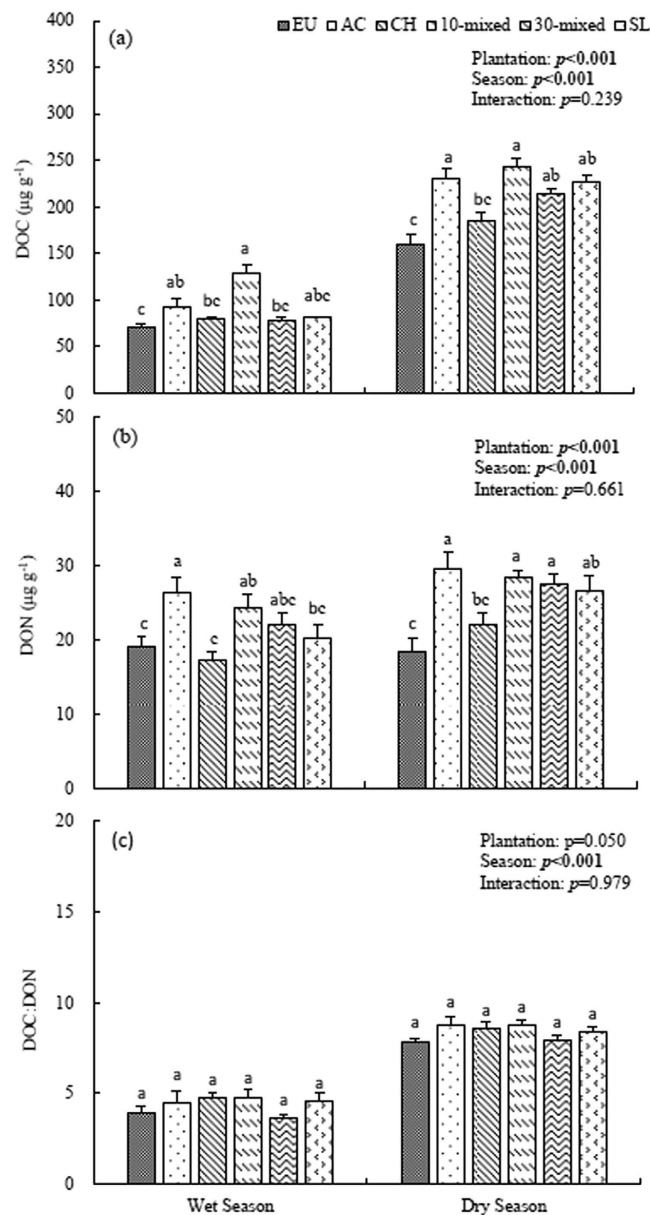 EU AC CH 10-mixed 30-mixed SL
(a)
Plantation: p<0.001
Season: p<0.001
Interaction: p=0.239
400
350
300
250
200
150
100
50
0
DOC (µg g⁻¹)
c ab bc a bc abc
c a bc a ab ab
(b)
Plantation: p<0.001
Season: p<0.001
Interaction: p=0.661
50
40
30
20
10
0
DON (µg g⁻¹)
c a c ab abc bc
c a bc a a ab
(c)
Plantation: p=0.050
Season: p<0.001
Interaction: p=0.979
20
15
10
5
0
DOC:DON
a a a a a a
a a a a a a
Wet Season Dry Season